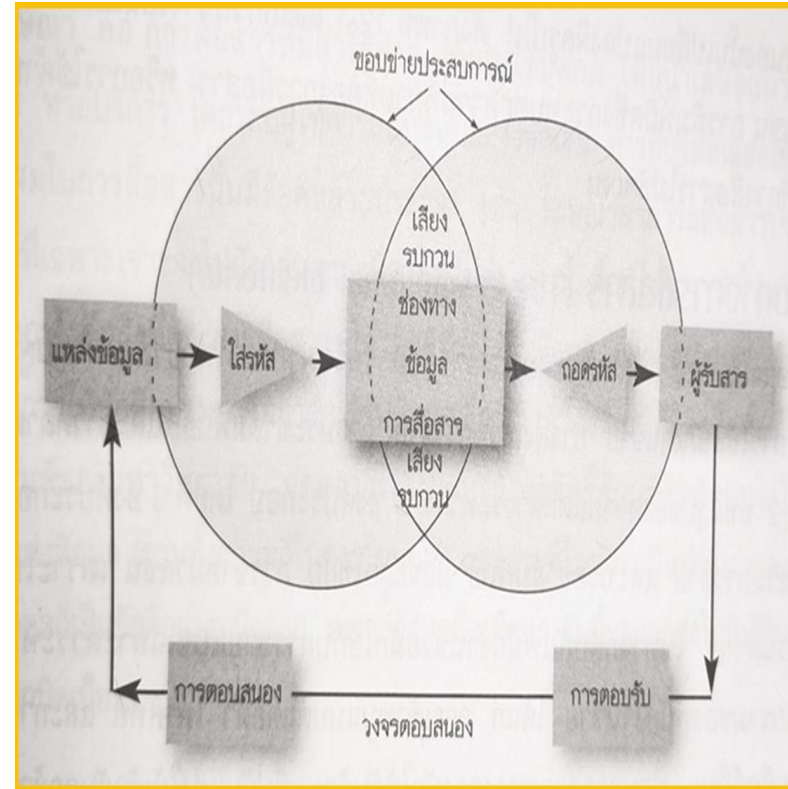 ขอบข่ายประสบการณ์
เสียง
รบกวน
ช่องทาง
แหล่งข้อมูล
ใส่รหัส
ข้อมูล
ถอดรหัส
ผู้รับสาร
การสื่อสาร
เสียง
รบกวน
การตอบสนอง
การตอบรับ
วงจรตอบสนอง